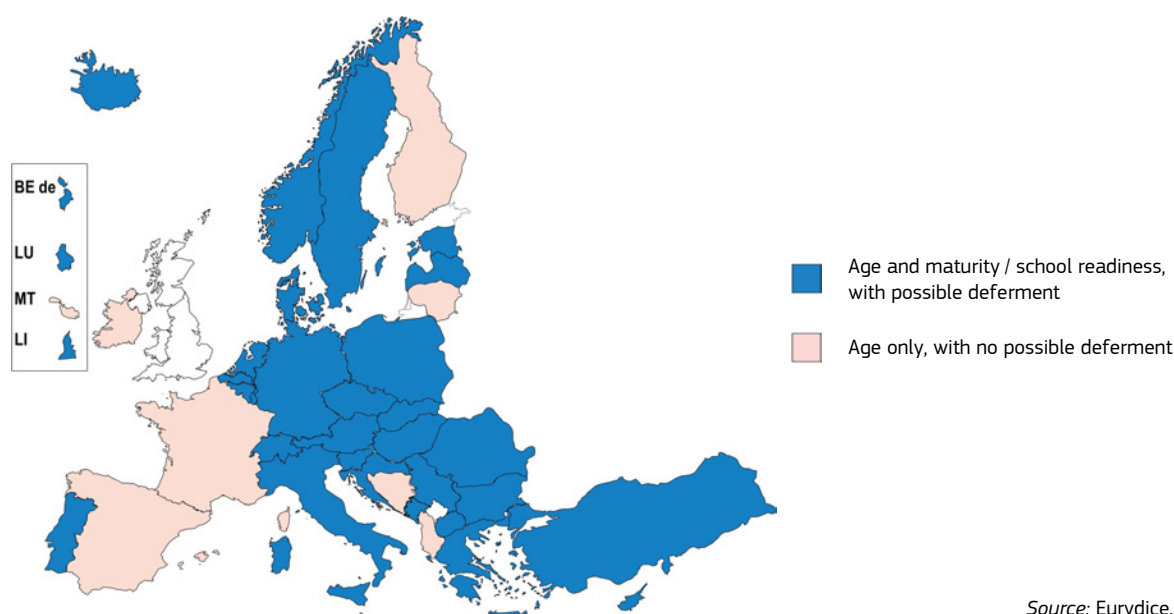 BE de
LU
MT
LI
Age and maturity / school readiness,
with possible deferment
Age only, with no possible deferment
Source: Eurydice.